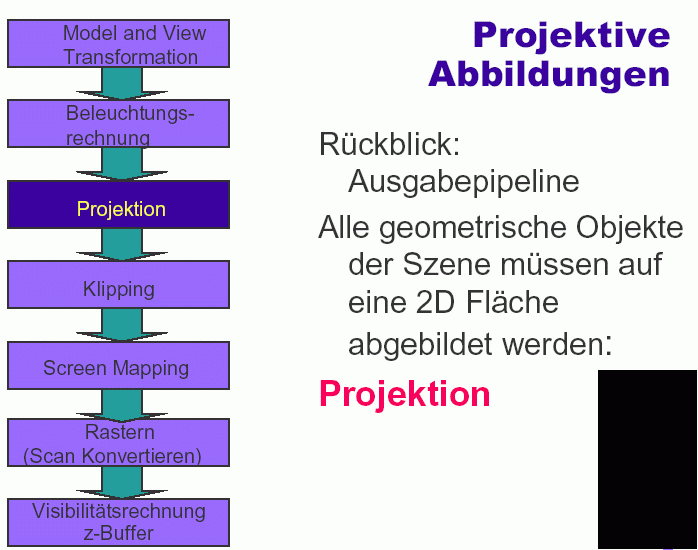 Model and View
Transformation
Beleuchtungs-
rechnung
Projektion
Klipping
Screen Mapping
Rastern
(Scan Konvertieren)
Visibilitätsrechnung
z-Buffer
Projektive
Abbildungen
Rückblick:
Ausgabepipeline
Alle geometrische Objekte
der Szene müssen auf
eine 2D Fläche
abgebildet werden:
Projektion